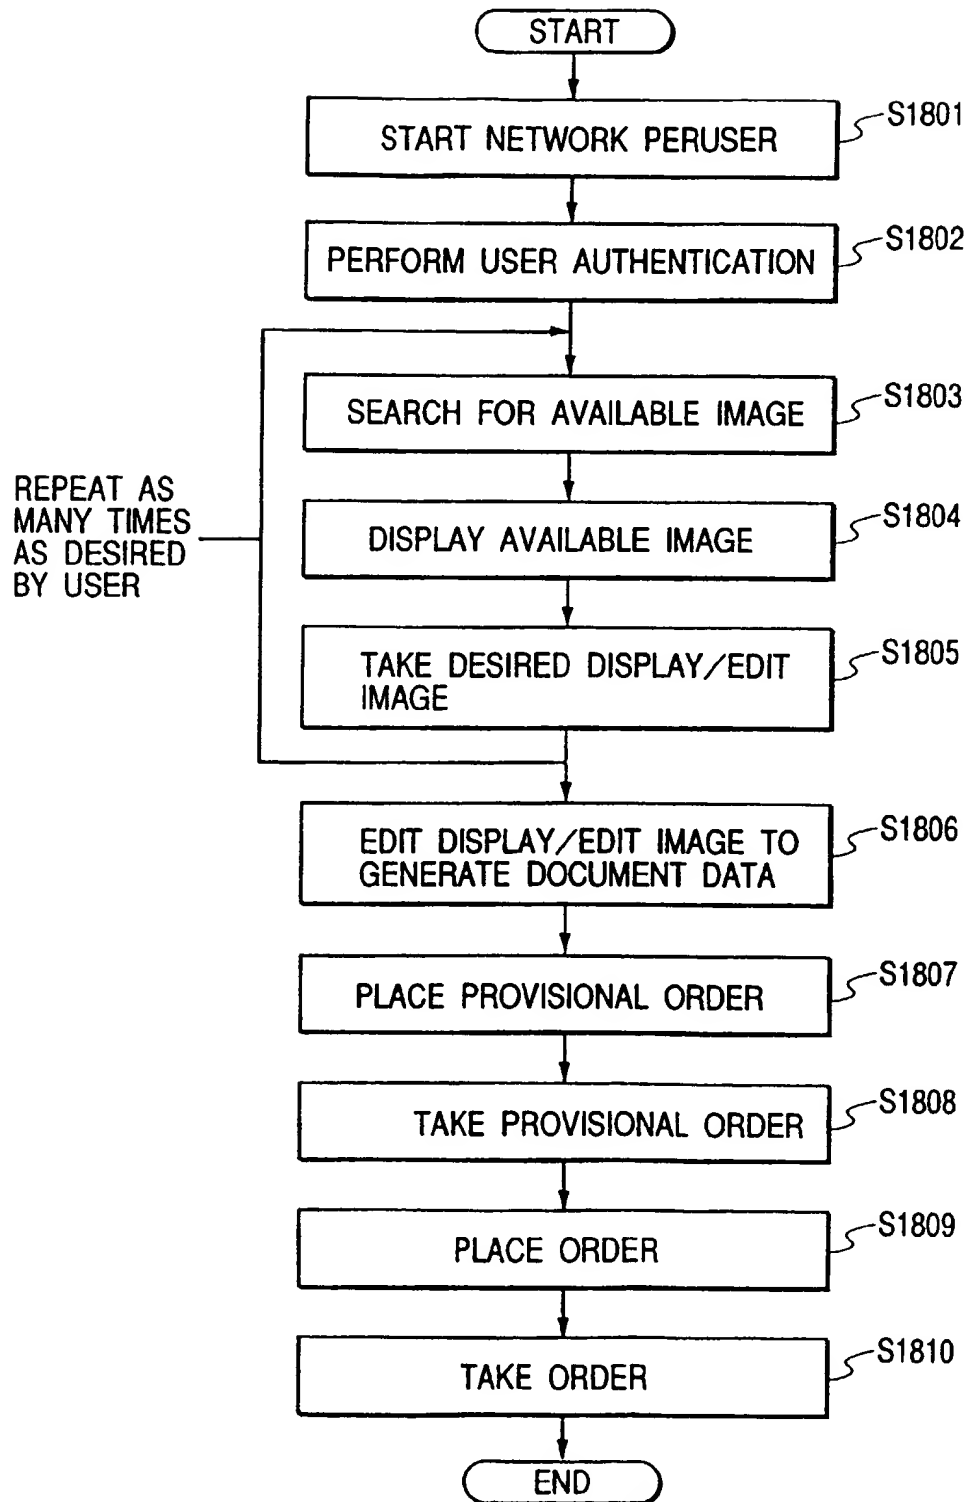 START
START NETWORK PERUSER
S1801
PERFORM USER AUTHENTICATION
S1802
SEARCH FOR AVAILABLE IMAGE
S1803
REPEAT AS
MANY TIMES
AS DESIRED
BY USER
DISPLAY AVAILABLE IMAGE
S1804
TAKE DESIRED DISPLAY/EDIT
IMAGE
S1805
EDIT DISPLAY/EDIT IMAGE TO
GENERATE DOCUMENT DATA
S1806
PLACE PROVISIONAL ORDER
S1807
TAKE PROVISIONAL ORDER
S1808
PLACE ORDER
S1809
TAKE ORDER
S1810
END